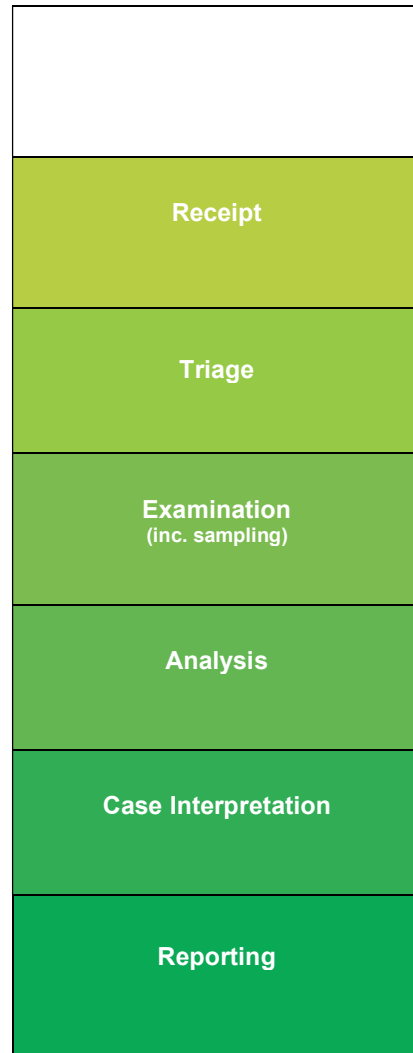 Receipt
Triage
Examination
(inc. sampling)
Analysis
Case Interpretation
Reporting